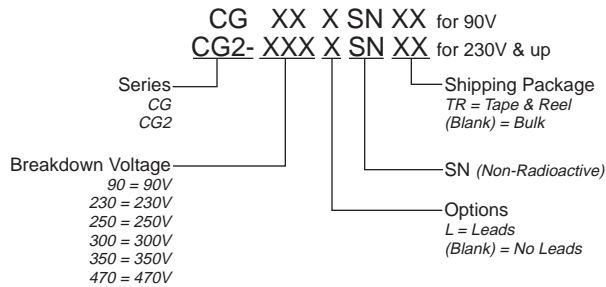 CG XX X SN XX for 90V
CG2- XXX X SN XX for 230V & up
Series
CG
CG2
Breakdown Voltage
90 = 90V
230 = 230V
250 = 250V
300 = 300V
350 = 350V
470 = 470V
Shipping Package
TR = Tape & Reel
(Blank) = Bulk
SN (Non-Radioactive)
Options
L = Leads
(Blank) = No Leads